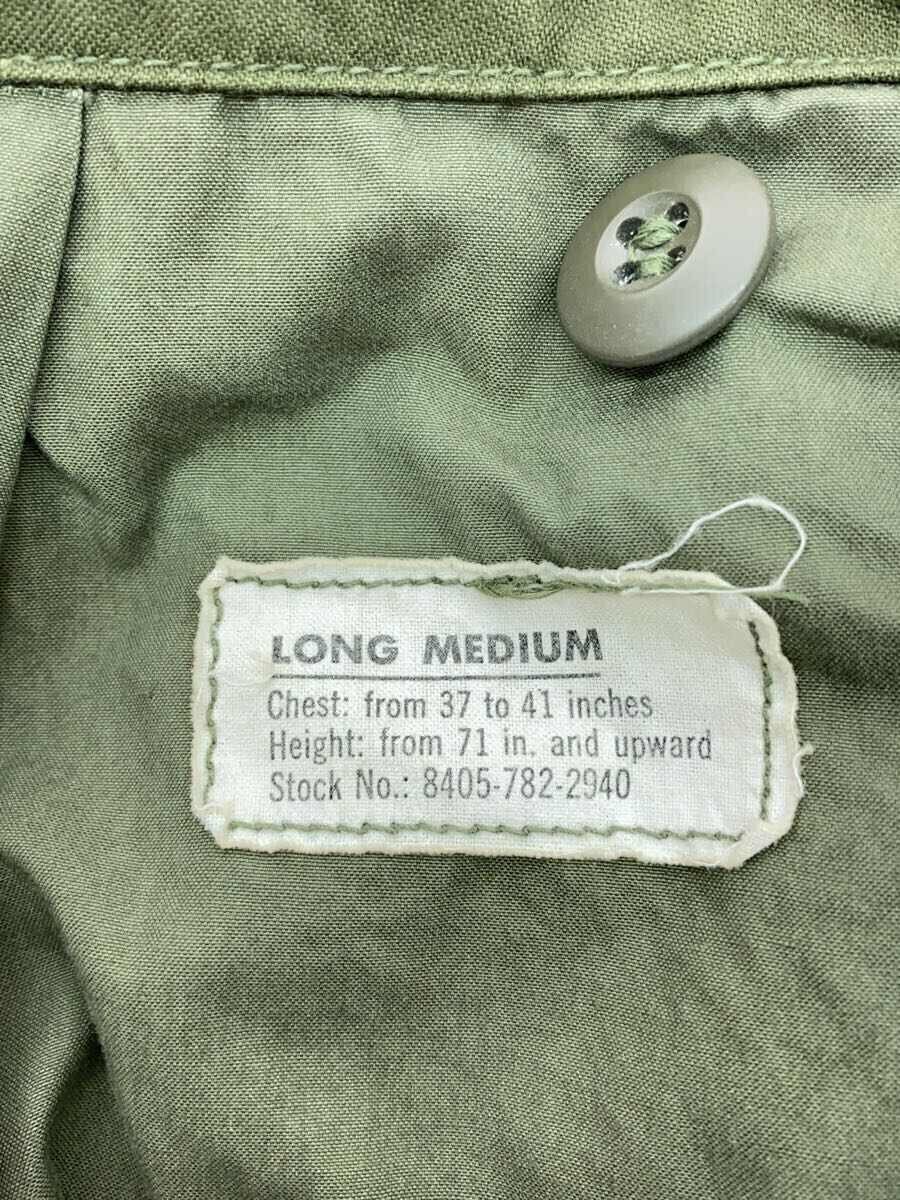 LONG MEDIUM
Chest: from 37 to 41 inches
Height: from 71 in. and upward
Stock No.: 8405-782-2940